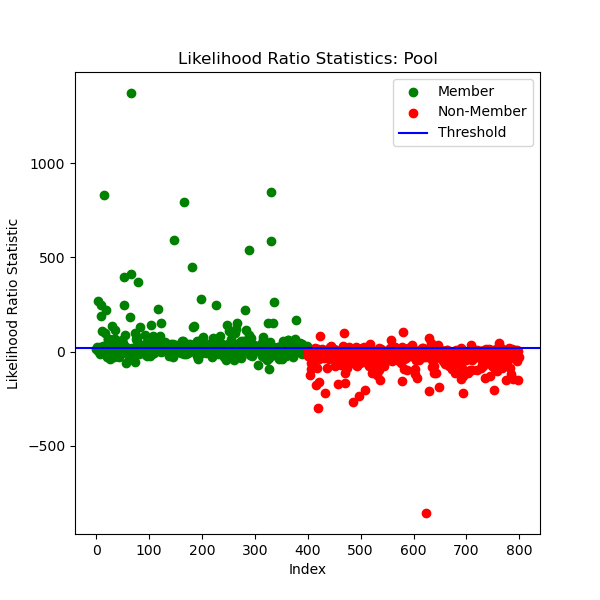 Likelihood Ratio Statistics: Pool
Member
Non-Member
Threshold
1000
500
0
−500
Likelihood Ratio Statistic
0 100 200 300 400 500 600 700 800
Index